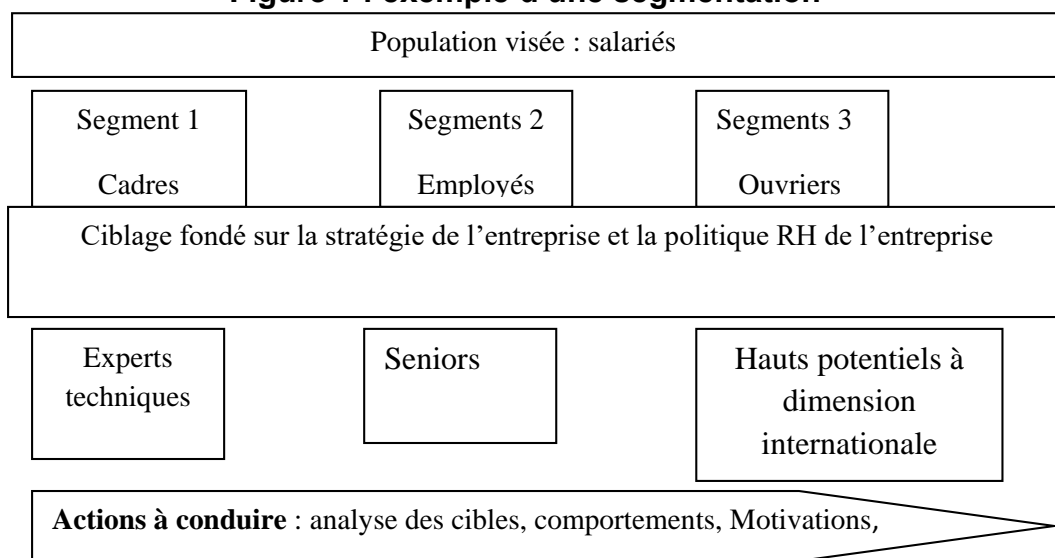 Figure 1 : exemple d'une segmentation
Population visée : salariés
Segment 1
Cadres
Segments 2
Employés
Segments 3
Ouvriers
Ciblage fondé sur la stratégie de l’entreprise et la politique RH de l’entreprise
Experts
techniques
Seniors
Hauts potentiels à
dimension
internationale
Actions à conduire : analyse des cibles, comportements, Motivations,